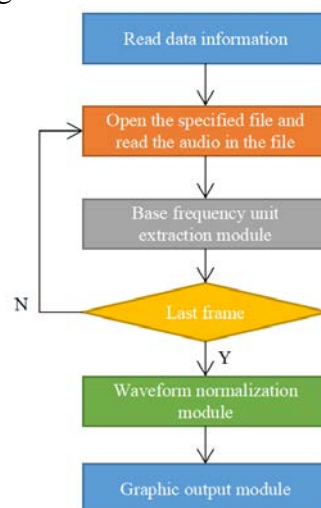 Read data information
Open the specified file and
read the audio in the file
Base frequency unit
extraction module
Last frame
N
Y
Waveform normalization
module
Graphic output module